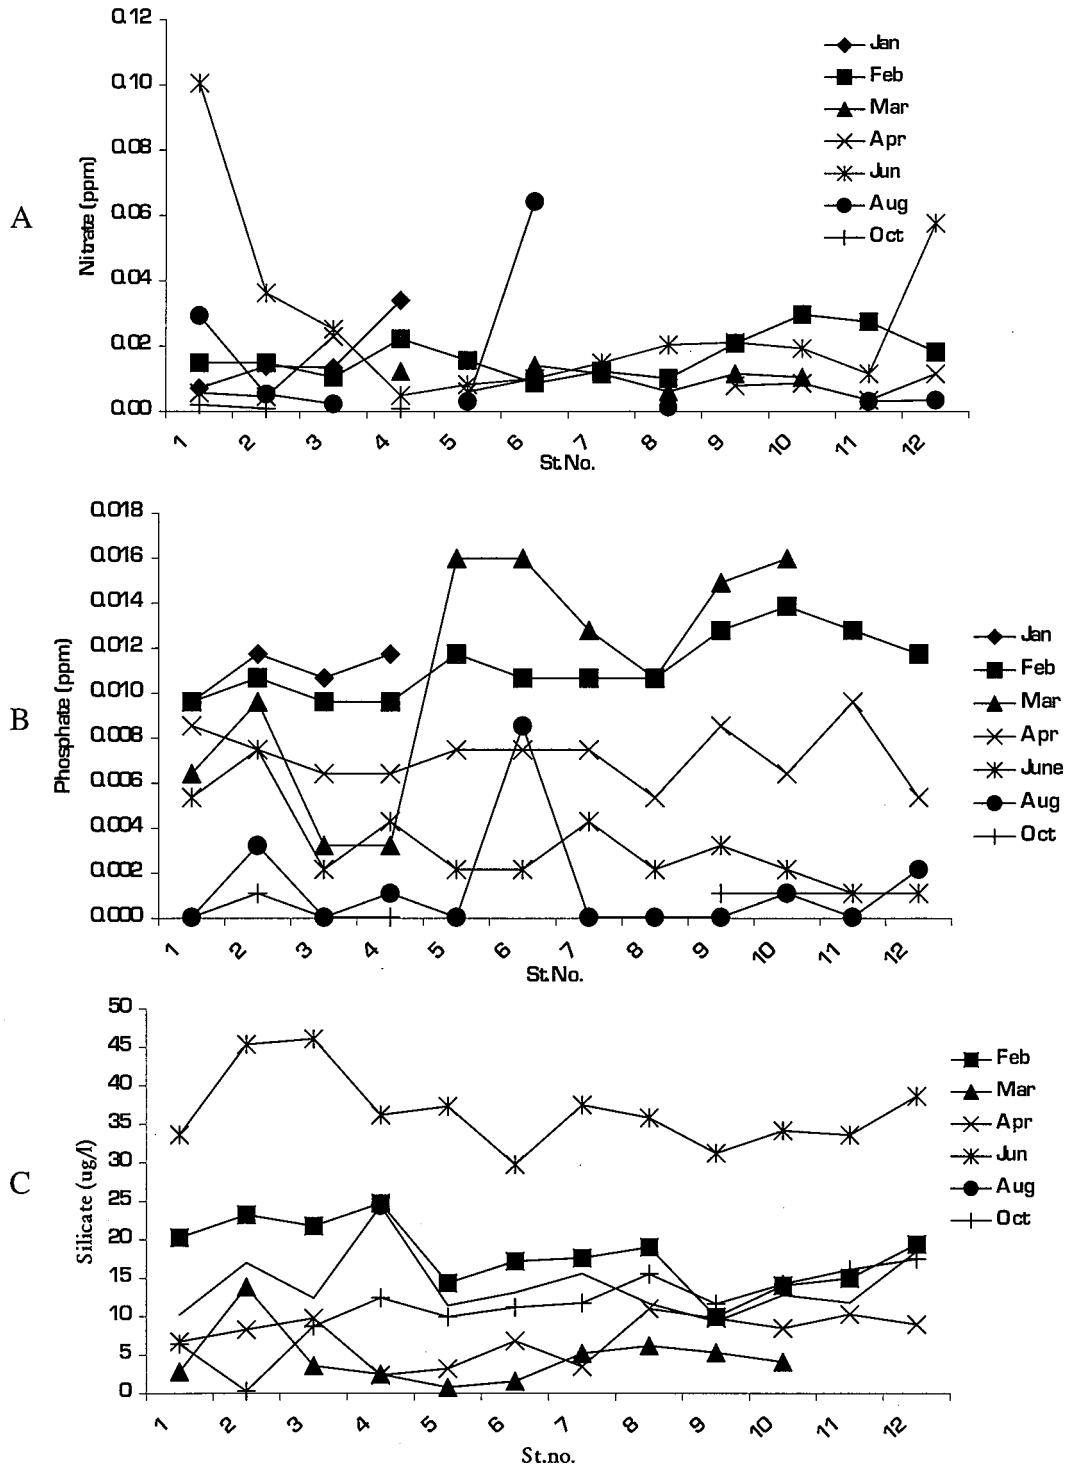 A
Nitrate (ppm)
0.12
0.10
0.08
0.06
0.04
0.02
0.00
1 2 3 4 5 6 7 8 9 10 11 12
St.No.
Jan
Feb
Mar
Apr
Jun
Aug
Oct
B
Phosphate (ppm)
0.018
0.016
0.014
0.012
0.010
0.008
0.006
0.004
0.002
0.000
1 2 3 4 5 6 7 8 9 10 11 12
St.No.
Jan
Feb
Mar
Apr
June
Aug
Oct
C
Silicate (ug/l)
50
45
40
35
30
25
20
15
10
5
0
1 2 3 4 5 6 7 8 9 10 11 12
St.no.
Feb
Mar
Apr
Jun
Aug
Oct